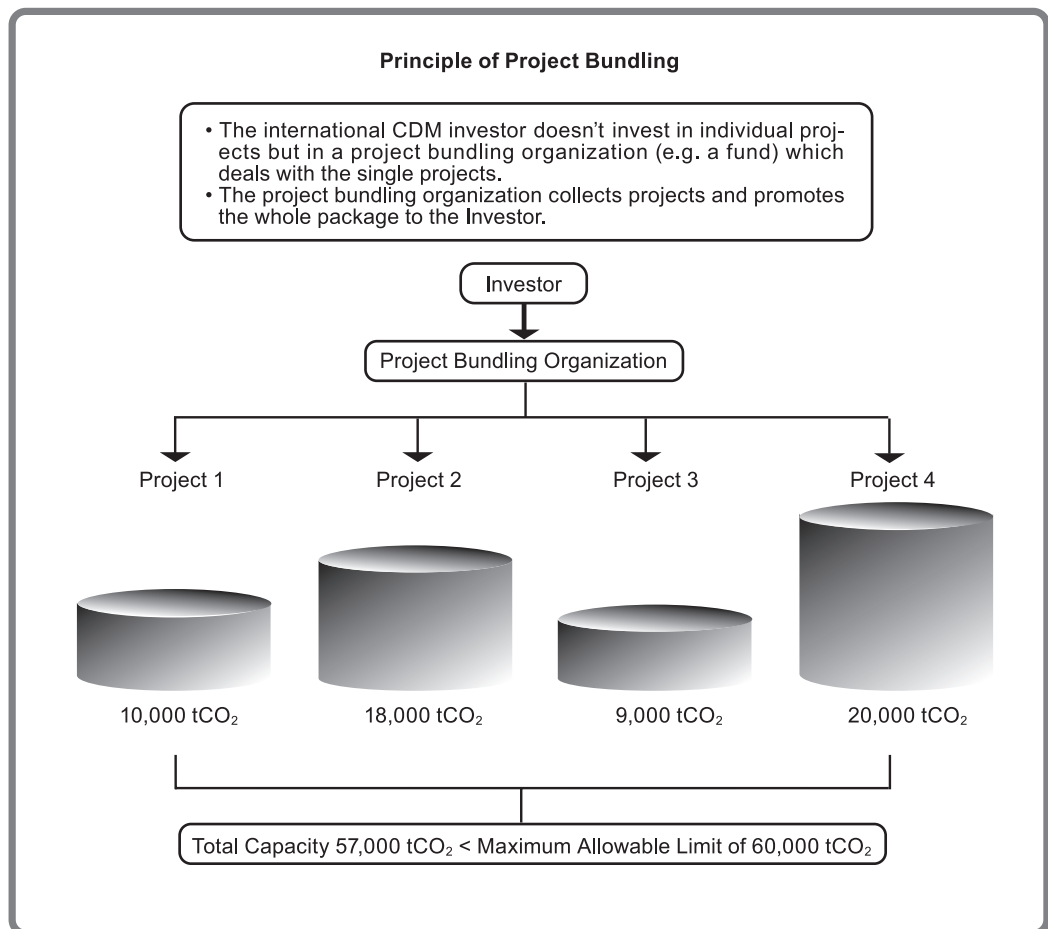 Principle of Project Bundling
• The international CDM investor doesn't invest in individual proj-
ects but in a project bundling organization (e.g. a fund) which
deals with the single projects.
• The project bundling organization collects projects and promotes
the whole package to the Investor.
Investor
Project Bundling Organization
Project 1 Project 2 Project 3 Project 4
10,000 tCO₂ 18,000 tCO₂ 9,000 tCO₂ 20,000 tCO₂
Total Capacity 57,000 tCO₂ < Maximum Allowable Limit of 60,000 tCO₂